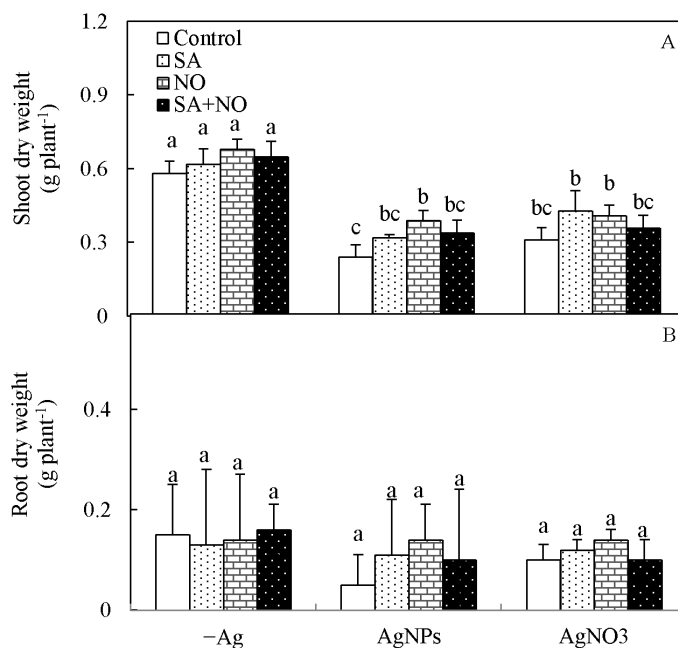 1.2
A
Control
SA
0.9
NO
SA+NO
a a a a
Shoot dry weight
(g plant⁻¹)
0.6
b b b
bc bc bc bc
c
0.3
0
B
0.4
Root dry weight
(g plant⁻¹)
a a a a
a a a a
a a a a
0.2
0
−Ag AgNPs AgNO3